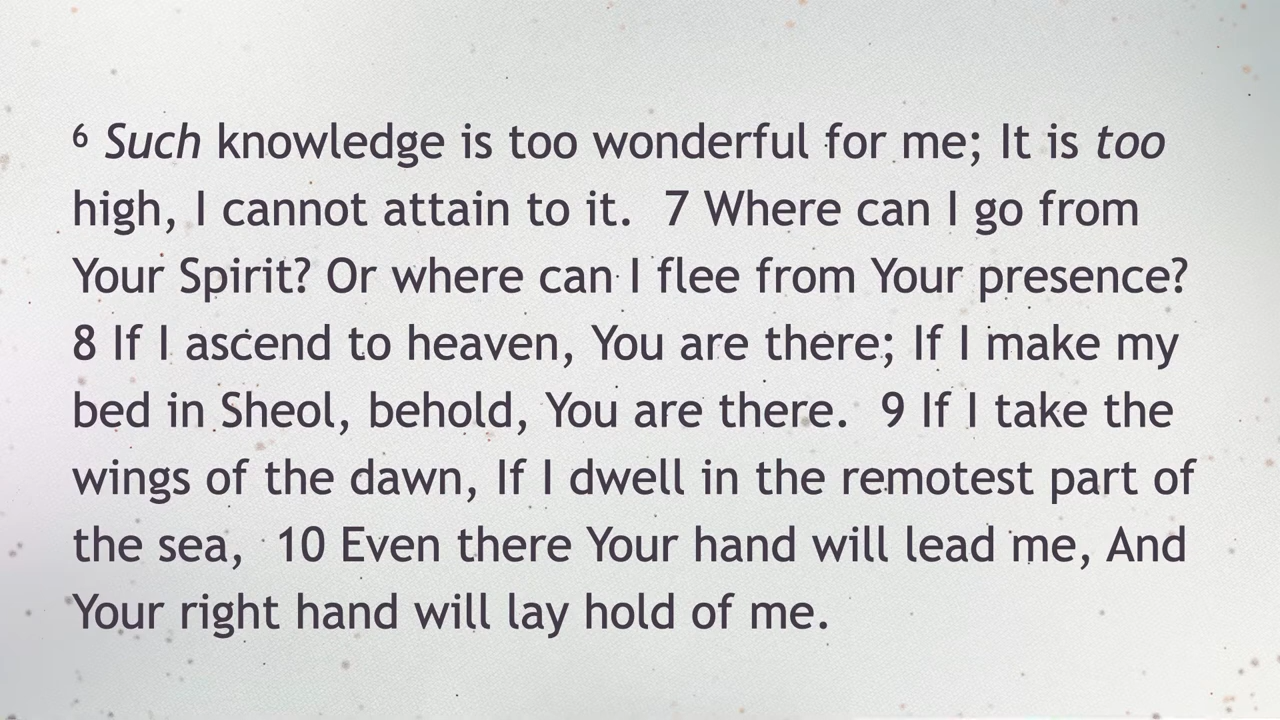 ⁶ Such knowledge is too wonderful for me; It is too
high, I cannot attain to it.  7 Where can I go from
Your Spirit? Or where can I flee from Your presence?
8 If I ascend to heaven, You are there; If I make my
bed in Sheol, behold, You are there.  9 If I take the
wings of the dawn, If I dwell in the remotest part of
the sea,  10 Even there Your hand will lead me, And
Your right hand will lay hold of me.